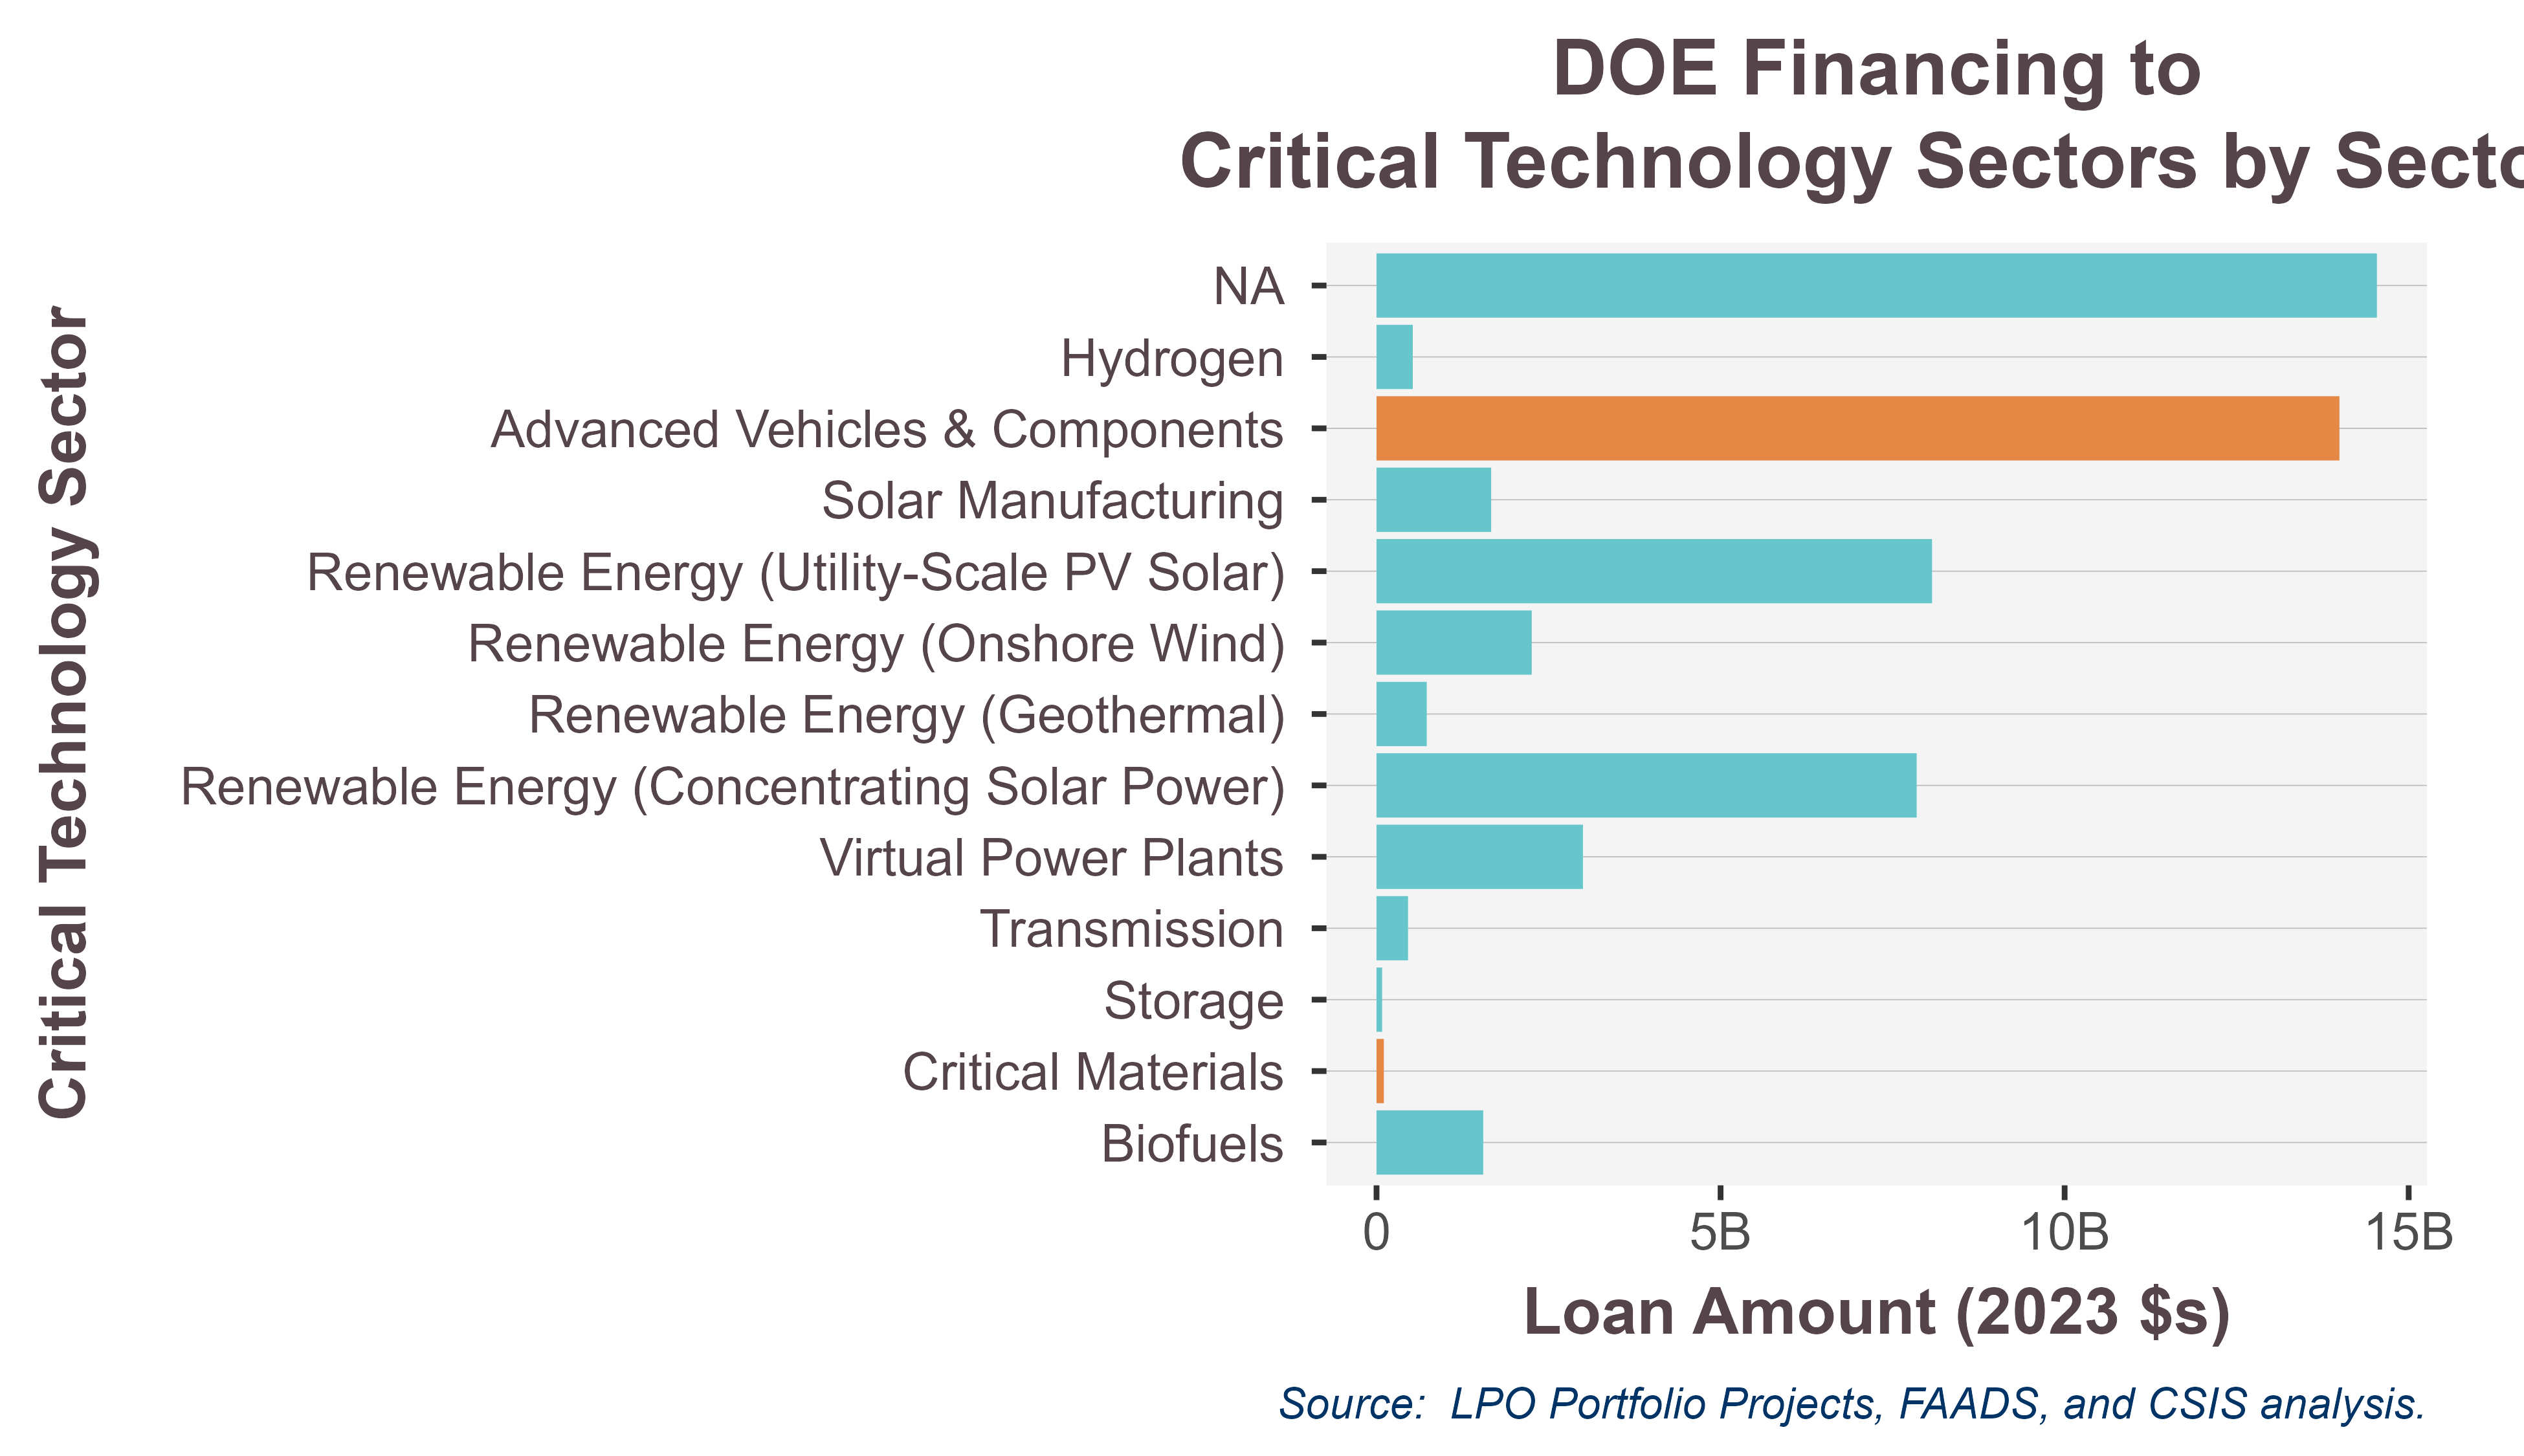 DOE Financing to
Critical Technology Sectors by Secto
Critical Technology Sector
NA
Hydrogen
Advanced Vehicles & Components
Solar Manufacturing
Renewable Energy (Utility-Scale PV Solar)
Renewable Energy (Onshore Wind)
Renewable Energy (Geothermal)
Renewable Energy (Concentrating Solar Power)
Virtual Power Plants
Transmission
Storage
Critical Materials
Biofuels
0 5B 10B 15B
Loan Amount (2023 $s)
Source: LPO Portfolio Projects, FAADS, and CSIS analysis.